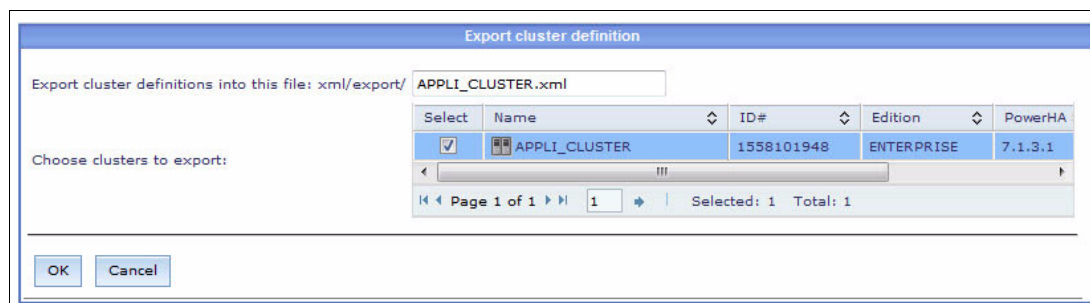 Export cluster definition
Export cluster definitions into this file: xml/export/ APPLI_CLUSTER.xml
Select Name ID# Edition PowerHA
Choose clusters to export:
APPLI_CLUSTER 1558101948 ENTERPRISE 7.1.3.1
Page 1 of 1 1 Selected: 1 Total: 1
OK Cancel